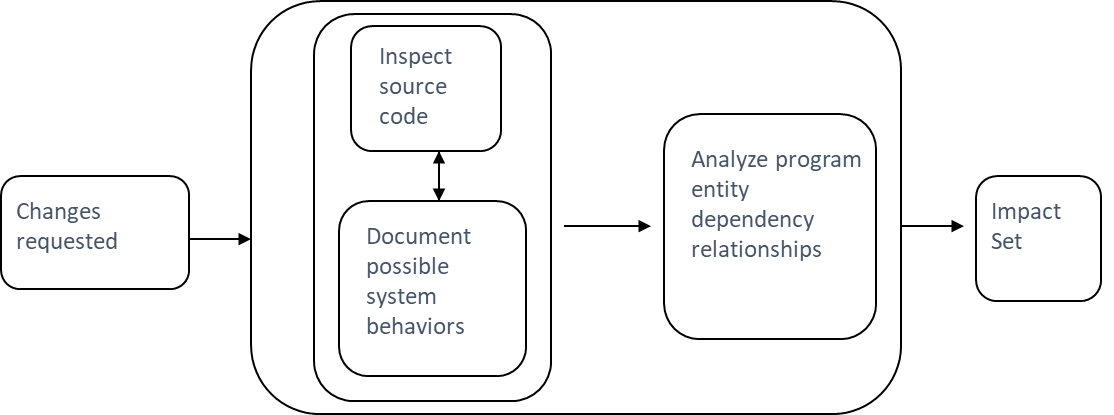 Changes
requested
Inspect
source
code
Document
possible
system
behaviors
Analyze program
entity
dependency
relationships
Impact
Set